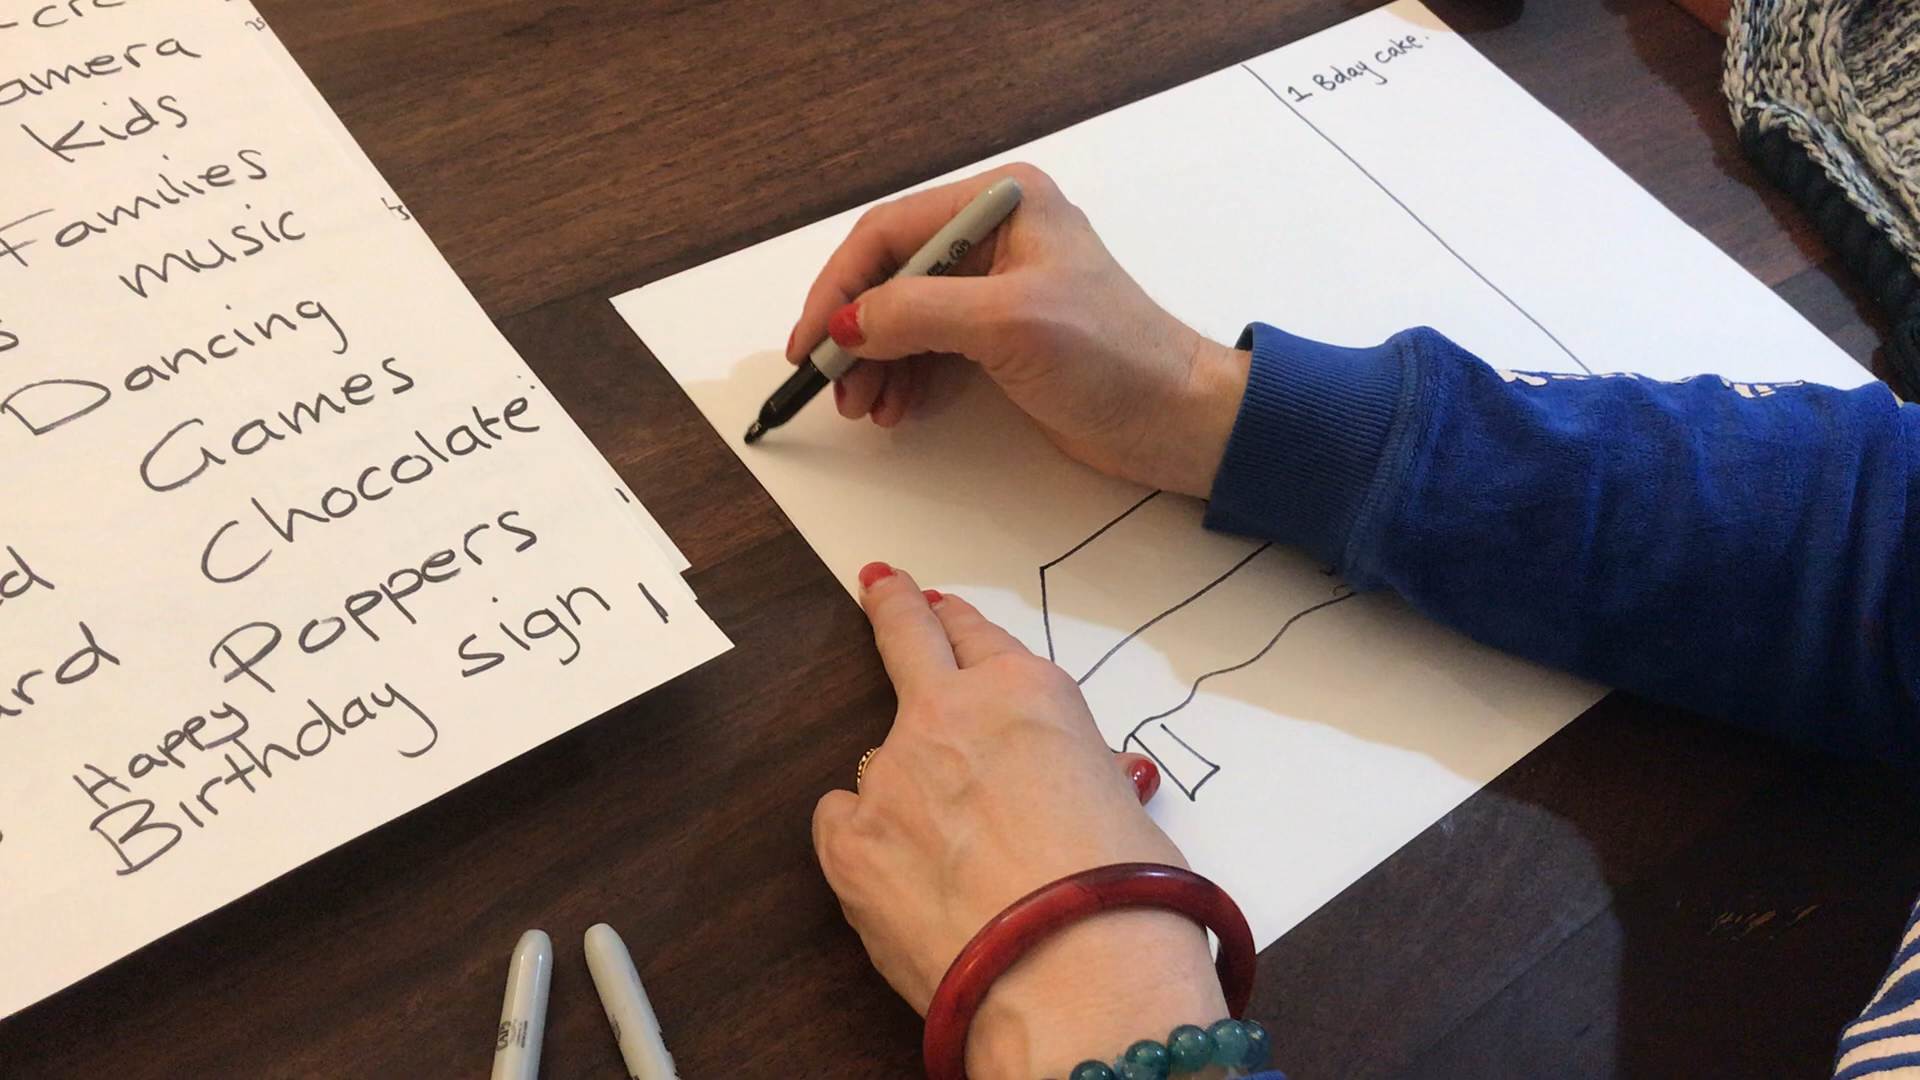 amera
Kids
Families
music
Dancing
Games
Chocolate
Poppers
Happy
Birthday sign
1 Bday cake.